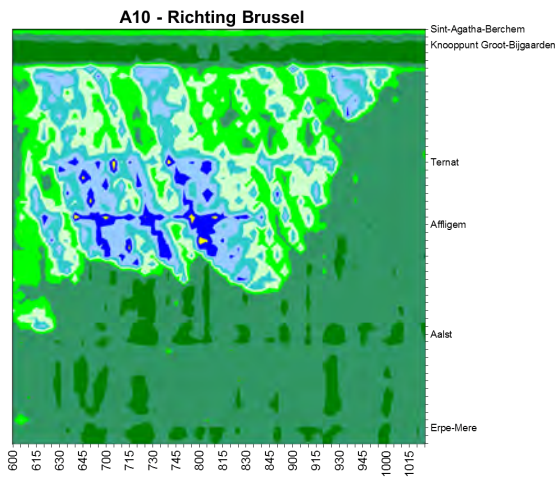 A10 - Richting Brussel
Sint-Agatha-Berchem
Knooppunt Groot-Bijgaarden
Ternat
Affligem
Aalst
Erpe-Mere
600 615 630 645 700 715 730 745 800 815 830 845 900 915 930 945 1000 1015